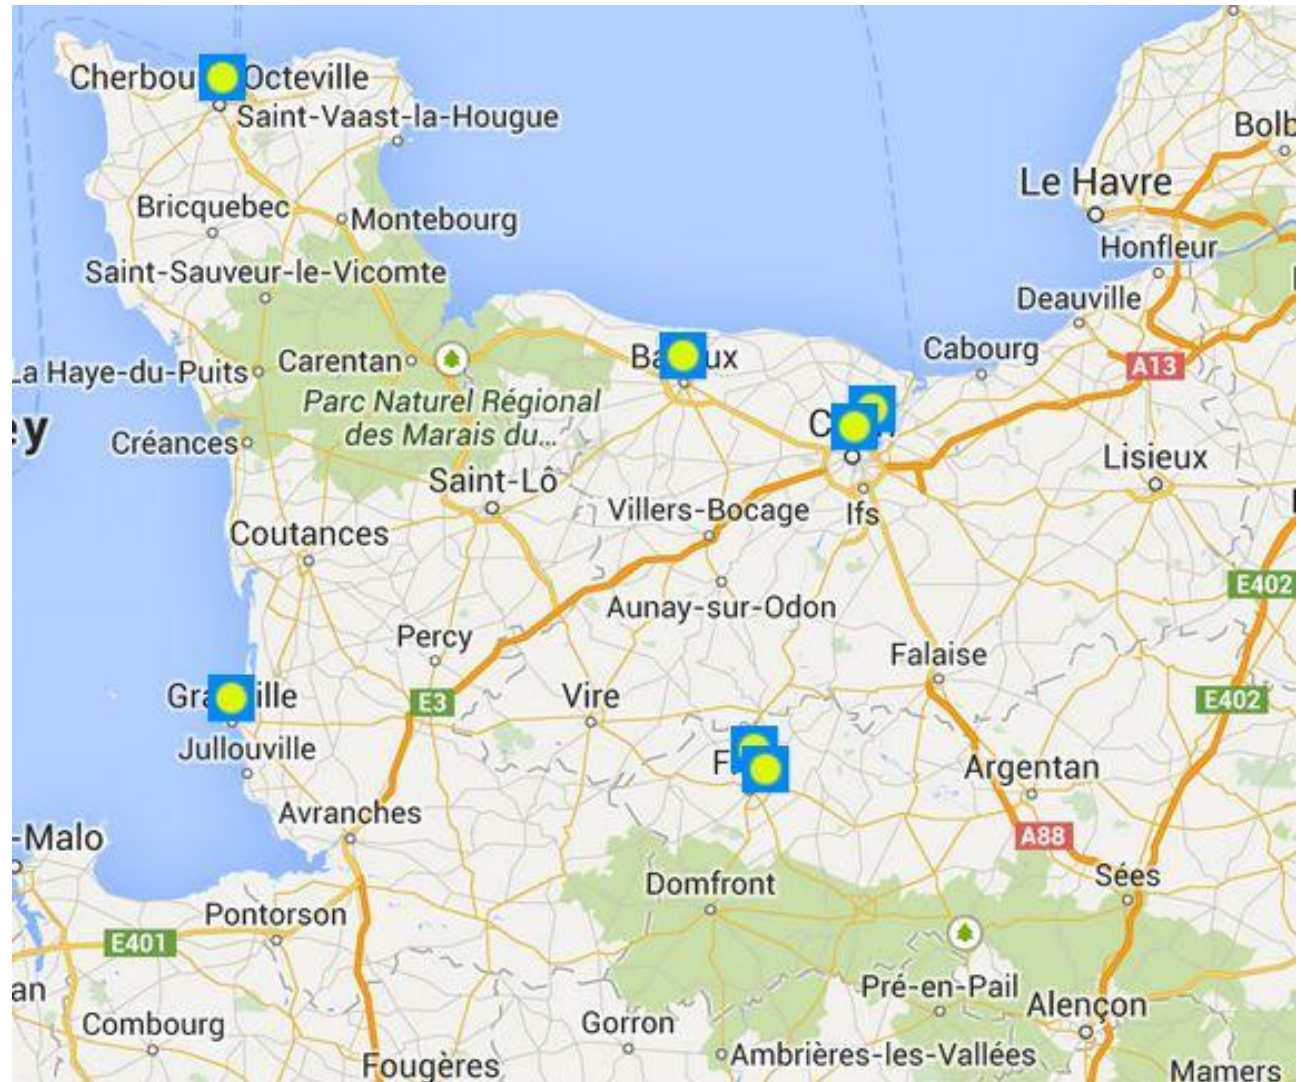 Cherbou Octeville
Saint-Vaast-la-Hougue
Bolb
Le Havre
Bricquebec
Montebourg
Honfleur
Saint-Sauveur-le-Vicomte
Deauville
Cabourg
Carentan
Ba ux
La Haye-du-Puits
A13
Parc Naturel Régional
des Marais du...
ey
C n
Créances
Lisieux
Saint-Lô
Villers-Bocage
Ifs
Coutances
E402
Aunay-sur-Odon
Percy
Falaise
Gra ille
E3
Vire
E402
Jullouville
F
Argentan
Avranches
-Malo
A88
Sées
Domfront
Pontorson
E401
an
Pré-en-Pail
Alençon
Combourg
Gorron
Ambrières-les-Vallées
Fougères
Mamers